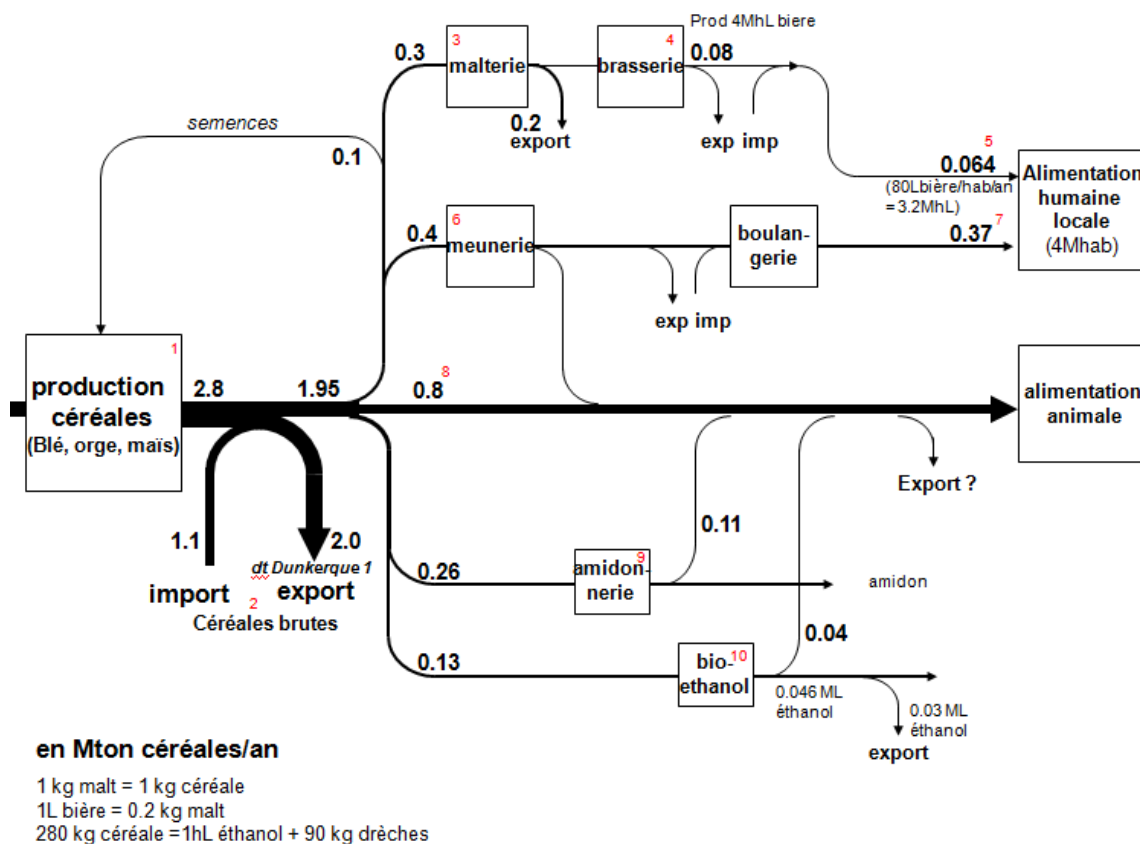 Prod 4MhL biere
3
4
0.3
malterie
brasserie
0.08
0.2
export
exp imp
semences
0.1
5
0.064
(80Lbière/hab/an
= 3.2MhL)
Alimentation
humaine
locale
(4Mhab)
6
0.4
meunerie
boulan-
gerie
0.37
7
exp imp
1
production
céréales
(Blé, orge, maïs)
2.8
1.95
0.8
8
alimentation
animale
Export ?
1.1
2.0
dt Dunkerque 1
import
2
export
Céréales brutes
0.11
0.26
9
amidon-
nerie
amidon
0.04
0.13
10
bio-
ethanol
0.046 ML
éthanol
0.03 ML
éthanol
export
en Mton céréales/an
1 kg malt = 1 kg céréale
1L bière = 0.2 kg malt
280 kg céréale =1hL éthanol + 90 kg drèches